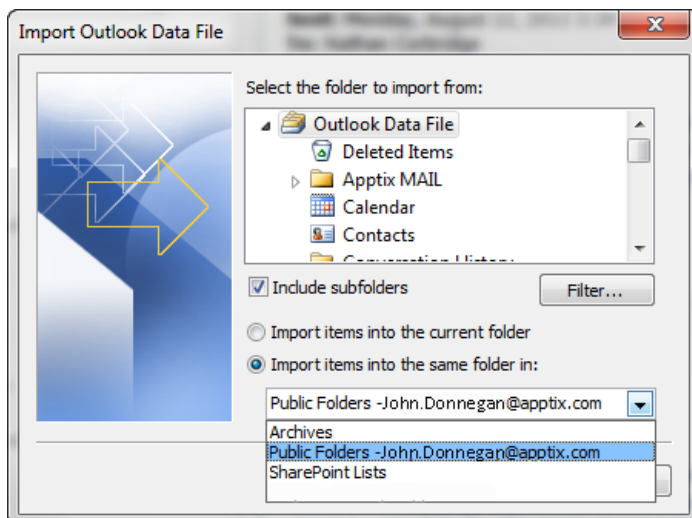 Import Outlook Data File
Select the folder to import from:
Outlook Data File
Deleted Items
Apptix MAIL
Calendar
Contacts
Include subfolders
Filter...
Import items into the current folder
Import items into the same folder in:
Public Folders -John.Donnegan@apptix.com
Archives
Public Folders -John.Donnegan@apptix.com
SharePoint Lists